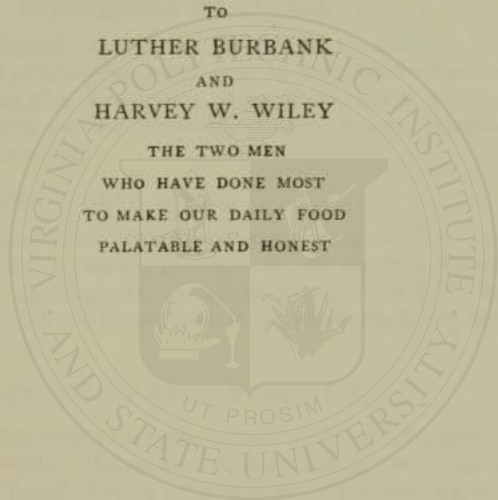 TO
LUTHER BURBANK
AND
HARVEY W. WILEY
THE TWO MEN
WHO HAVE DONE MOST
TO MAKE OUR DAILY FOOD
PALATABLE AND HONEST
VIRGINIA POLYTECHNIC INSTITUTE
AND STATE UNIVERSITY
UT PROSIM